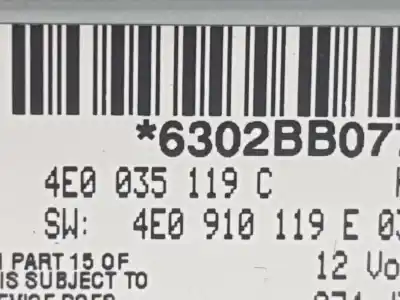 *6302BB077
4E0 035 119 C
SW: 4E0 910 119 E 03
PART 15 OF
12 Vo
IS SUBJECT TO